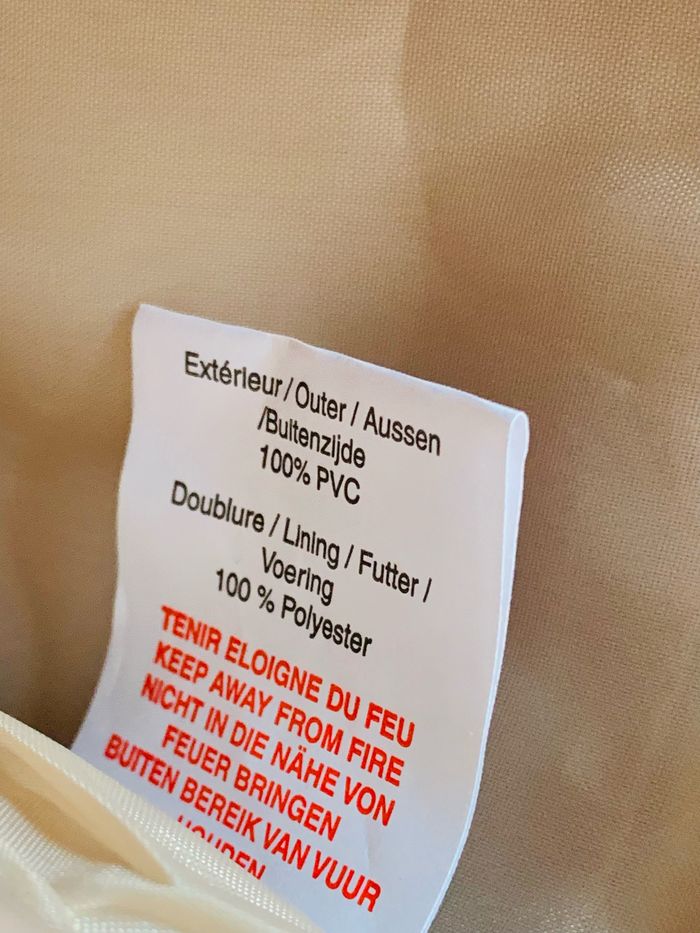 Extérieur / Outer / Aussen
/Buitenzijde
100% PVC
Doublure / Lining / Futter /
Voering
100 % Polyester
TENIR ELOIGNE DU FEU
KEEP AWAY FROM FIRE
NICHT IN DIE NÄHE VON
FEUER BRINGEN
BUITEN BEREIK VAN VUUR
HOUDEN